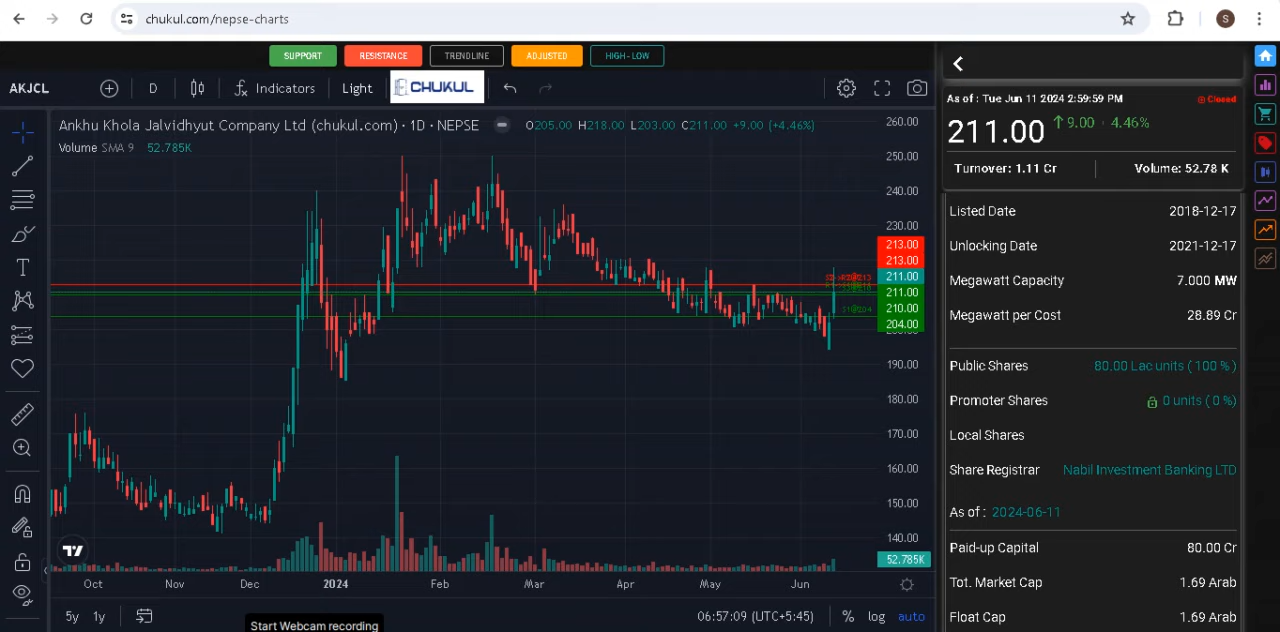 chukul.com/nepse-charts
S
SUPPORT RESISTANCE TRENDLINE ADJUSTED HIGH-LOW
AKJCL D Indicators Light CHUKUL
Ankhu Khola Jalvidhyut Company Ltd (chukul.com) · 1D · NEPSE O205.00 H218.00 L203.00 C211.00 +9.00 (+4.46%)
Volume SMA 9 52.785K
260.00
250.00
240.00
230.00
213.00
213.00
211.00
211.00
210.00
204.00
190.00
180.00
170.00
160.00
150.00
140.00
52.785K
S1@204
Oct Nov Dec 2024 Feb Mar Apr May Jun
5y 1y 06:57:09 (UTC+5:45) % log auto
Start Webcam recording
As of : Tue Jun 11 2024 2:59:59 PM Closed
211.00 9.00 · 4.46%
Turnover: 1.11 Cr Volume: 52.78 K
Listed Date 2018-12-17
Unlocking Date 2021-12-17
Megawatt Capacity 7.000 MW
Megawatt per Cost 28.89 Cr
Public Shares 80.00 Lac units ( 100 % )
Promoter Shares 0 units ( 0 %)
Local Shares
Share Registrar Nabil Investment Banking LTD
As of : 2024-06-11
Paid-up Capital 80.00 Cr
Tot. Market Cap 1.69 Arab
Float Cap 1.69 Arab